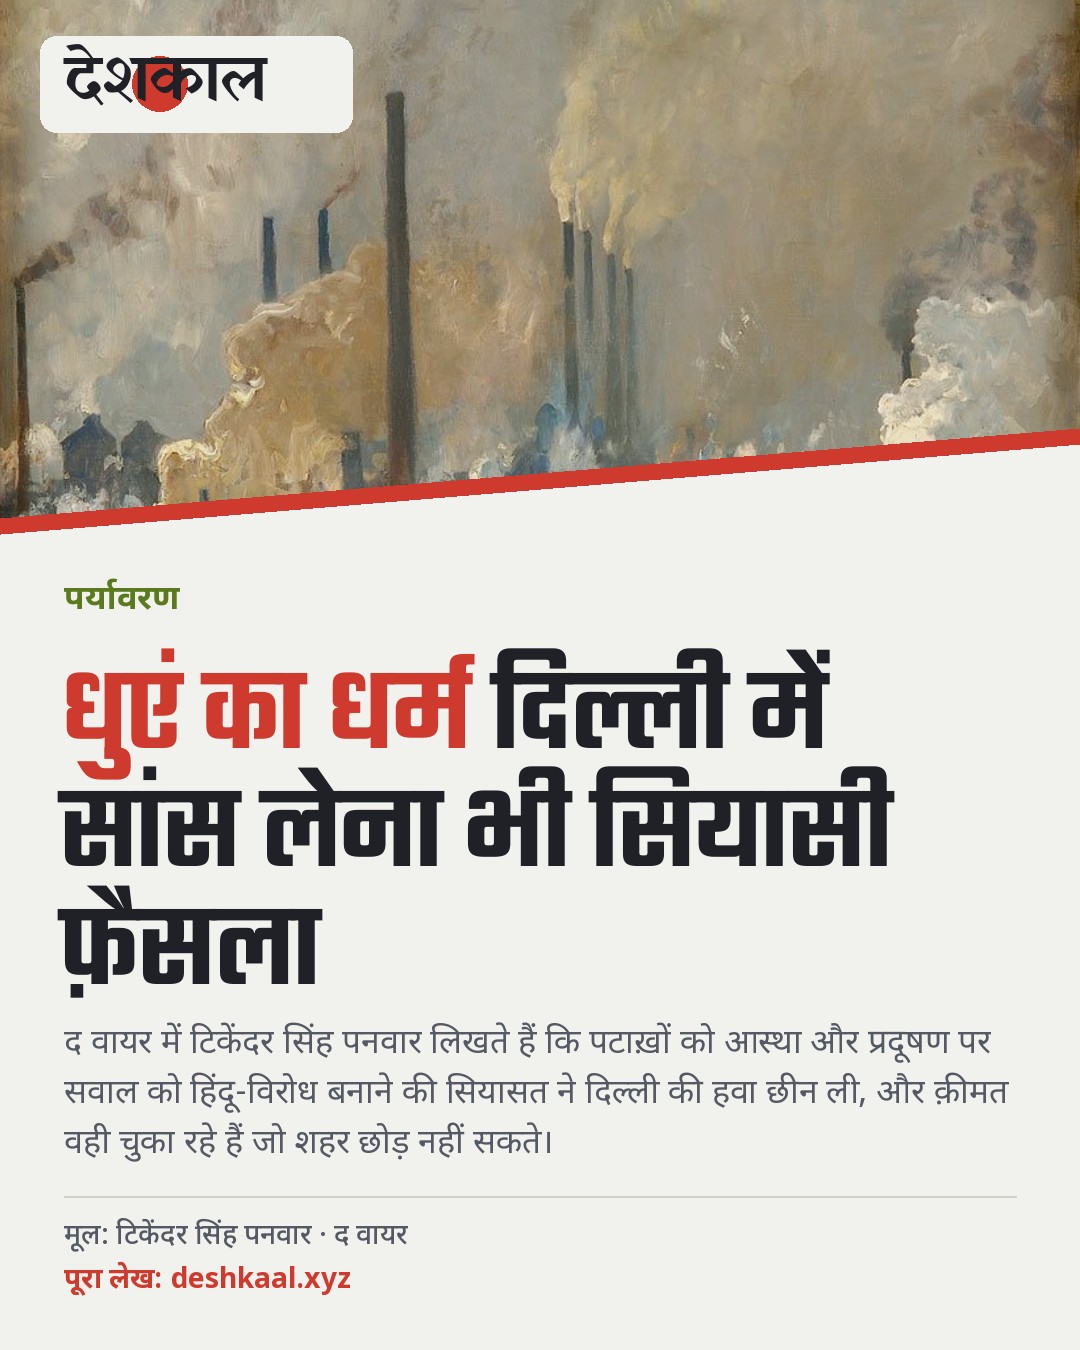 देशकाल
पर्यावरण
धुएं का धर्म दिल्ली में
सांस लेना भी सियासी
फ़ैसला
द वायर में टिकेंदर सिंह पनवार लिखते हैं कि पटाख़ों को आस्था और प्रदूषण पर
सवाल को हिंदू-विरोध बनाने की सियासत ने दिल्ली की हवा छीन ली, और क़ीमत
वही चुका रहे हैं जो शहर छोड़ नहीं सकते।
मूल: टिकेंदर सिंह पनवार · द वायर
पूरा लेख: deshkaal.xyz